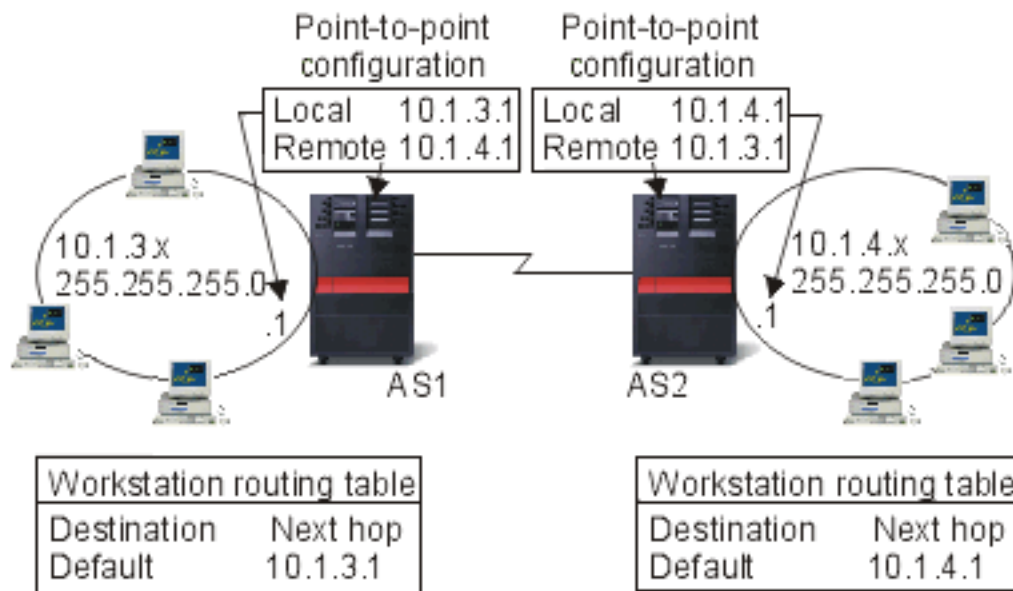 Point-to-point
configuration
Local 10.1.3.1
Remote 10.1.4.1
Point-to-point
configuration
Local 10.1.4.1
Remote 10.1.3.1
10.1.3.x
255.255.255.0
.1
AS1
AS2
10.1.4.x
255.255.255.0
.1
Workstation routing table
Destination Next hop
Default 10.1.3.1
Workstation routing table
Destination Next hop
Default 10.1.4.1